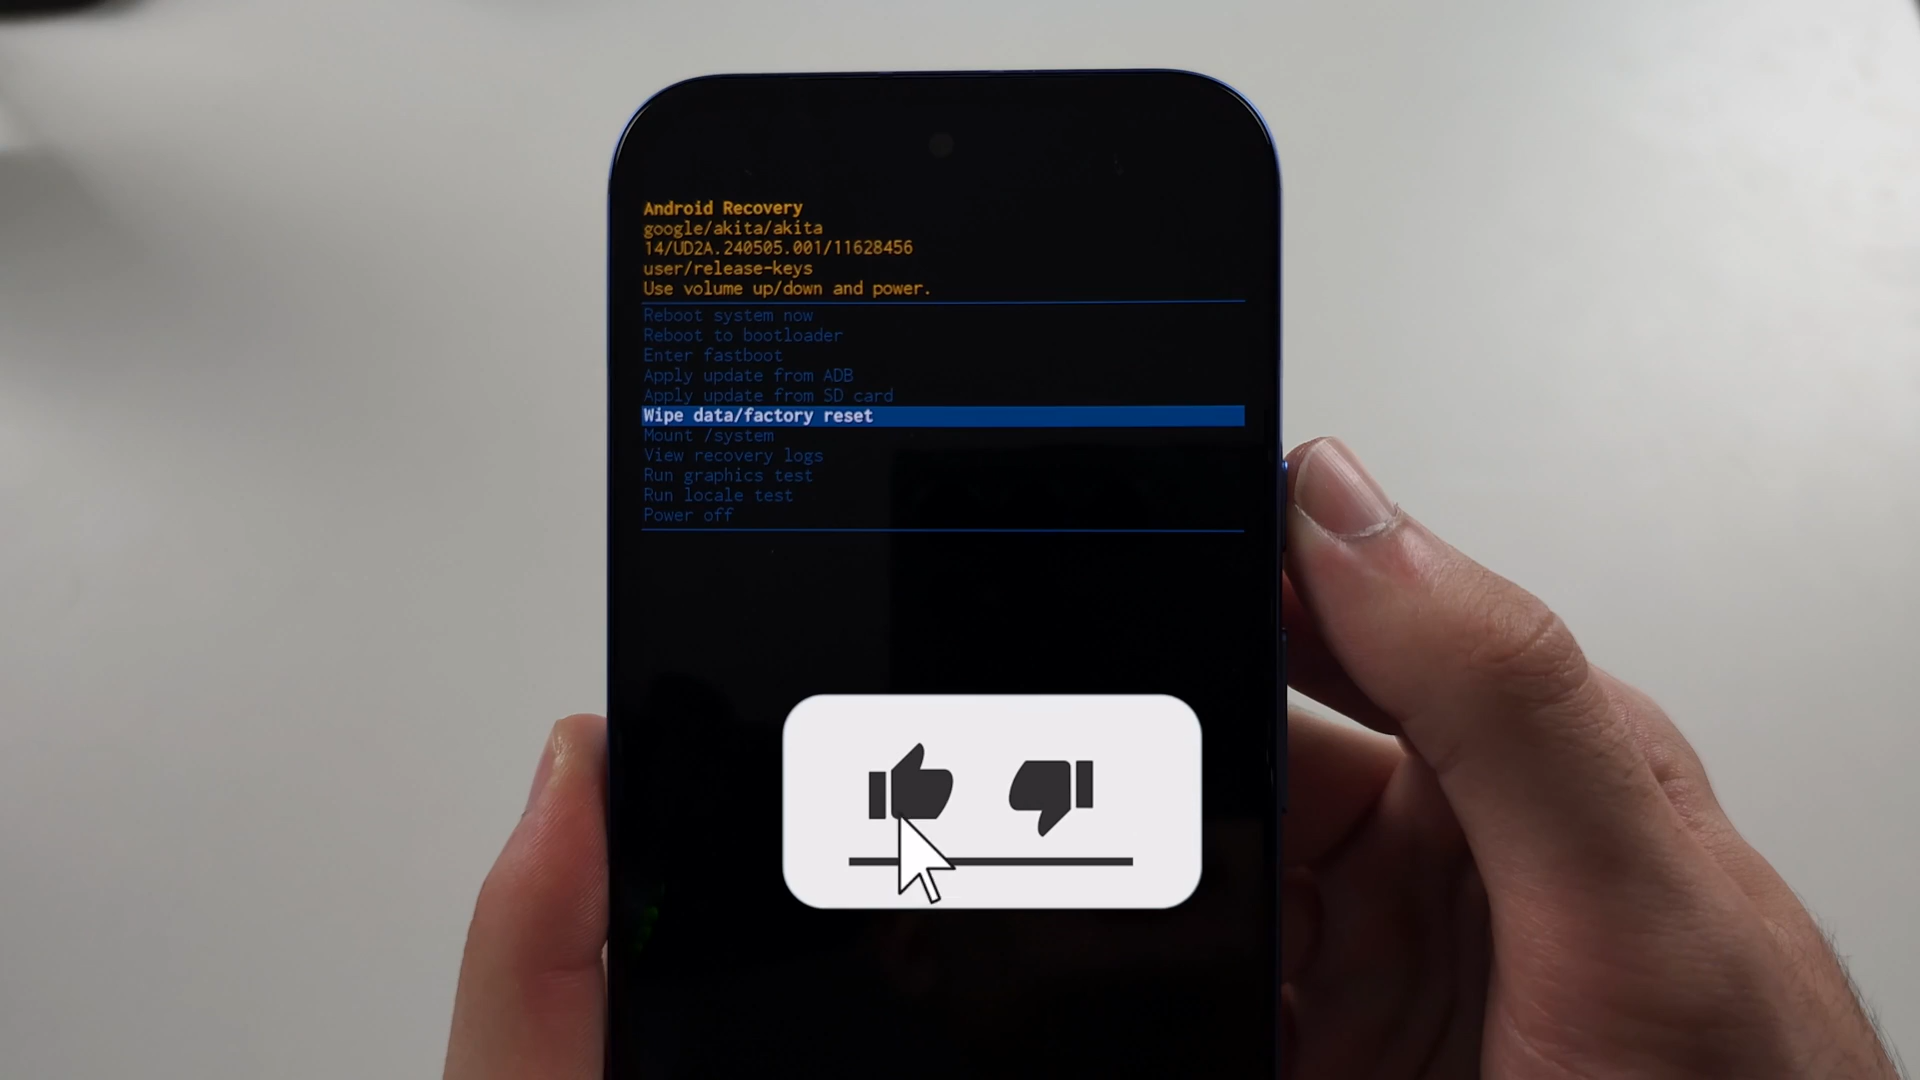 Android Recovery
google/akita/akita
14/UD2A.240505.001/11628456
user/release-keys
Use volume up/down and power.
Reboot system now
Reboot to bootloader
Enter fastboot
Apply update from ADB
Apply update from SD card
Wipe data/factory reset
Mount /system
View recovery logs
Run graphics test
Run locale test
Power off